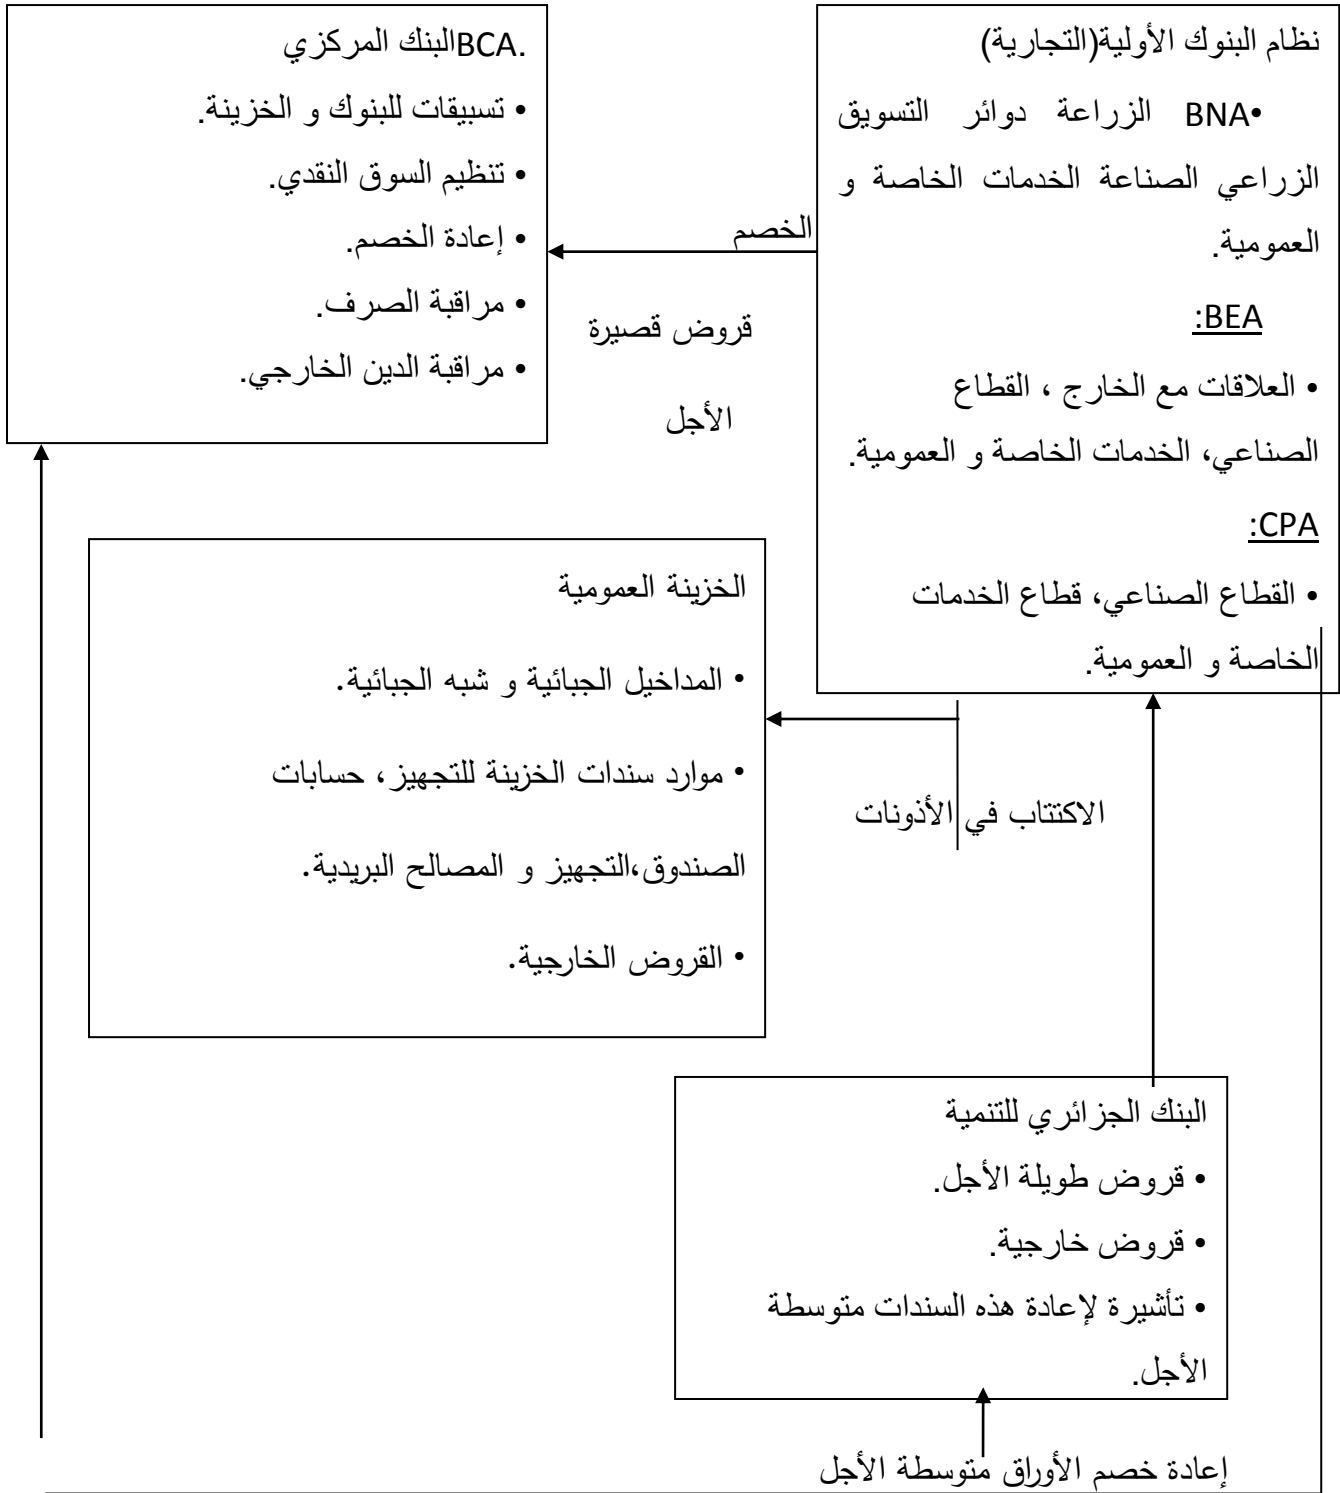 نظام البنوك الأولية(التجارية)
•BNA الزراعة دوائر التسويق
الزراعي الصناعة الخدمات الخاصة و
العمومية.
BEA:
• العلاقات مع الخارج ، القطاع
الصناعي، الخدمات الخاصة و العمومية.
CPA:
• القطاع الصناعي، قطاع الخدمات
الخاصة و العمومية.
الخصم
قروض قصيرة
الأجل
.BCAالبنك المركزي
• تسبيقات للبنوك و الخزينة.
• تنظيم السوق النقدي.
• إعادة الخصم.
• مراقبة الصرف.
• مراقبة الدين الخارجي.
الخزينة العمومية
• المداخيل الجبائية و شبه الجبائية.
• موارد سندات الخزينة للتجهيز، حسابات
الصندوق،التجهيز و المصالح البريدية.
• القروض الخارجية.
الاكتتاب في الأذونات
البنك الجزائري للتنمية
• قروض طويلة الأجل.
• قروض خارجية.
• تأشيرة لإعادة هذه السندات متوسطة
الأجل.
إعادة خصم الأوراق متوسطة الأجل